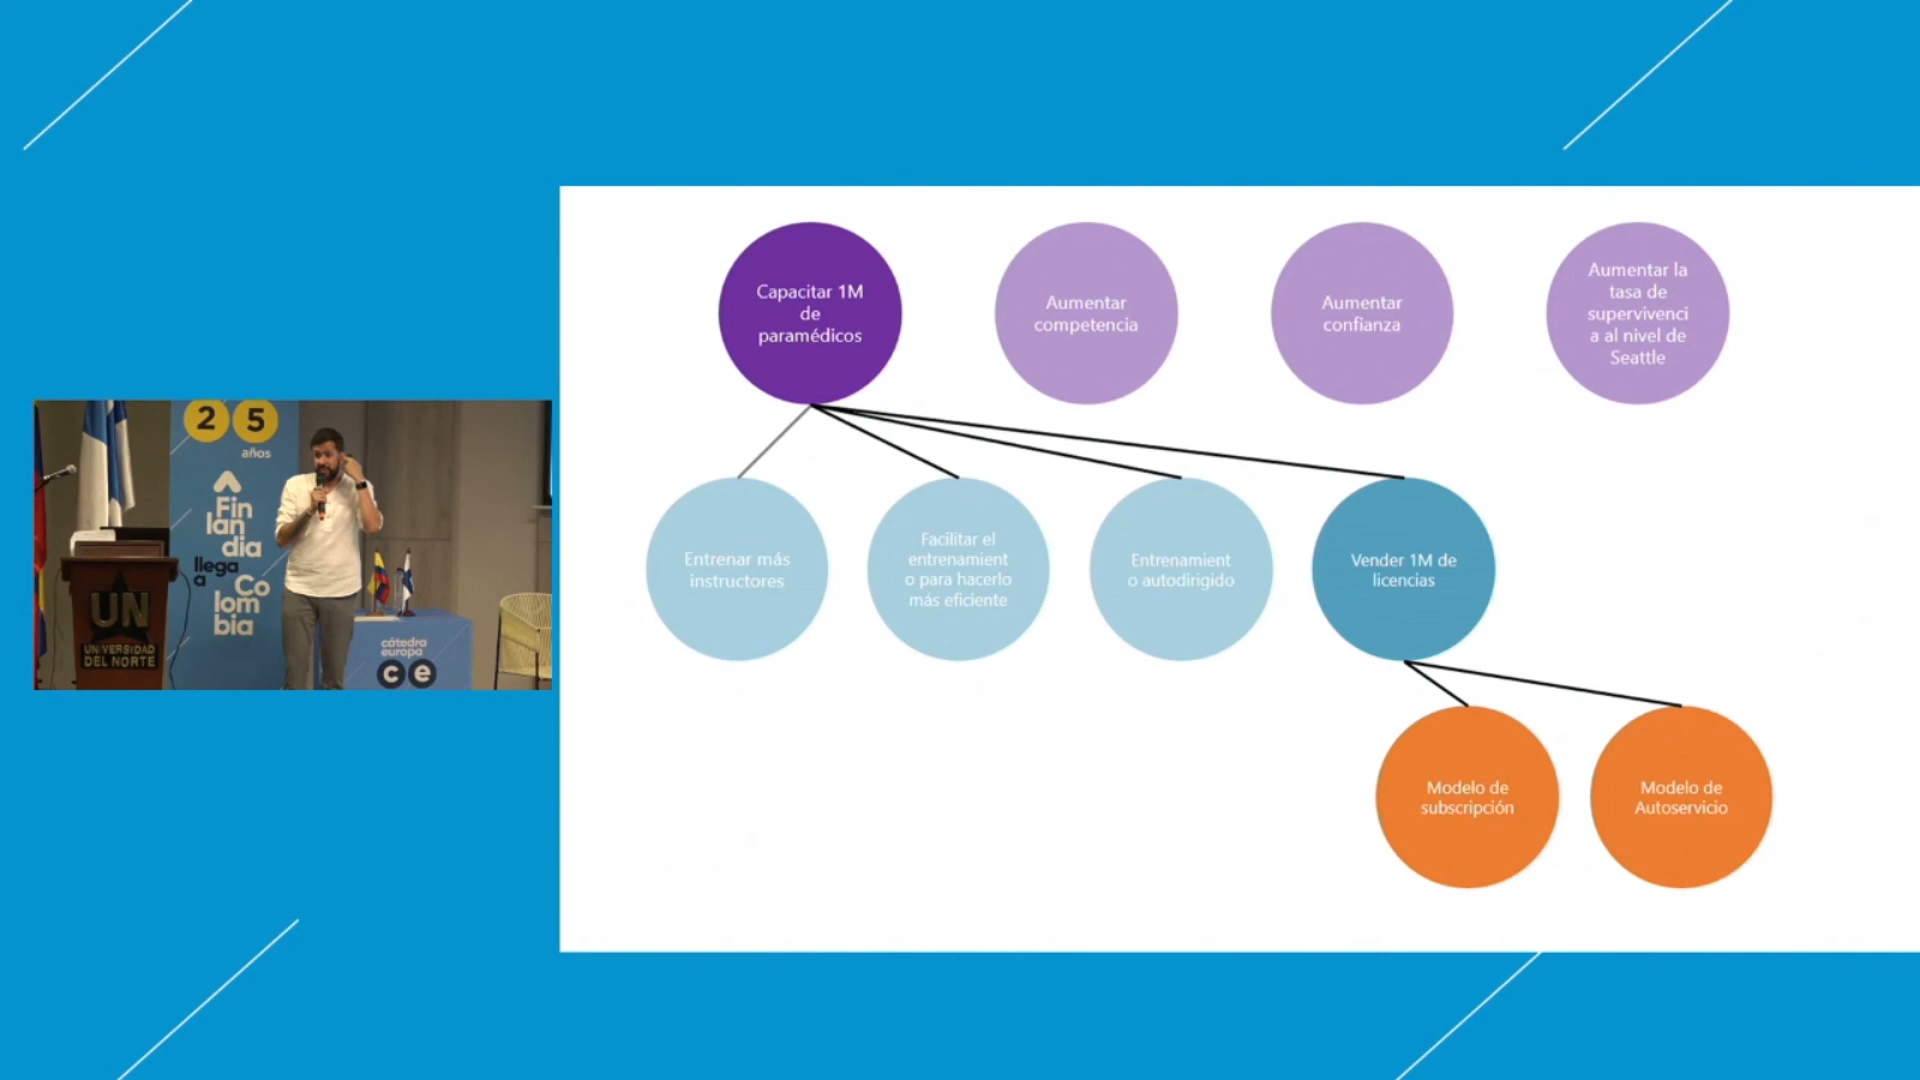 2 5
años
Fin
lan
dia
llega
a
Co
lom
bia
UN
UNIVERSIDAD
DEL NORTE
cátedra
europa
c e
Capacitar 1M
de
paramédicos
Aumentar
competencia
Aumentar
confianza
Aumentar la
tasa de
supervivenci
a al nivel de
Seattle
Entrenar más
instructores
Facilitar el
entrenamient
o para hacerlo
más eficiente
Entrenamient
o autodirigido
Vender 1M de
licencias
Modelo de
subscripción
Modelo de
Autoservicio